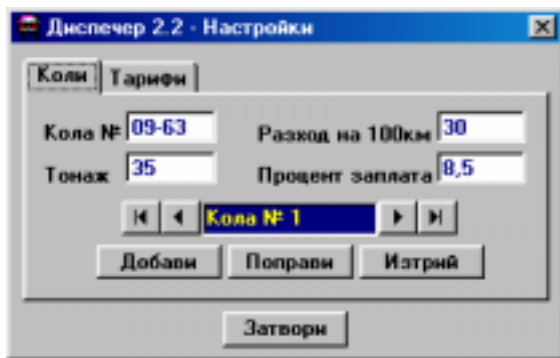 Диспечер 2.2 - Настройки
Коли Тарифи
Кола № 09-63 Разход на 100км 30
Тонаж 35 Процент заплата 8,5
Кола № 1
Добави Поправи Изтрий
Затвори